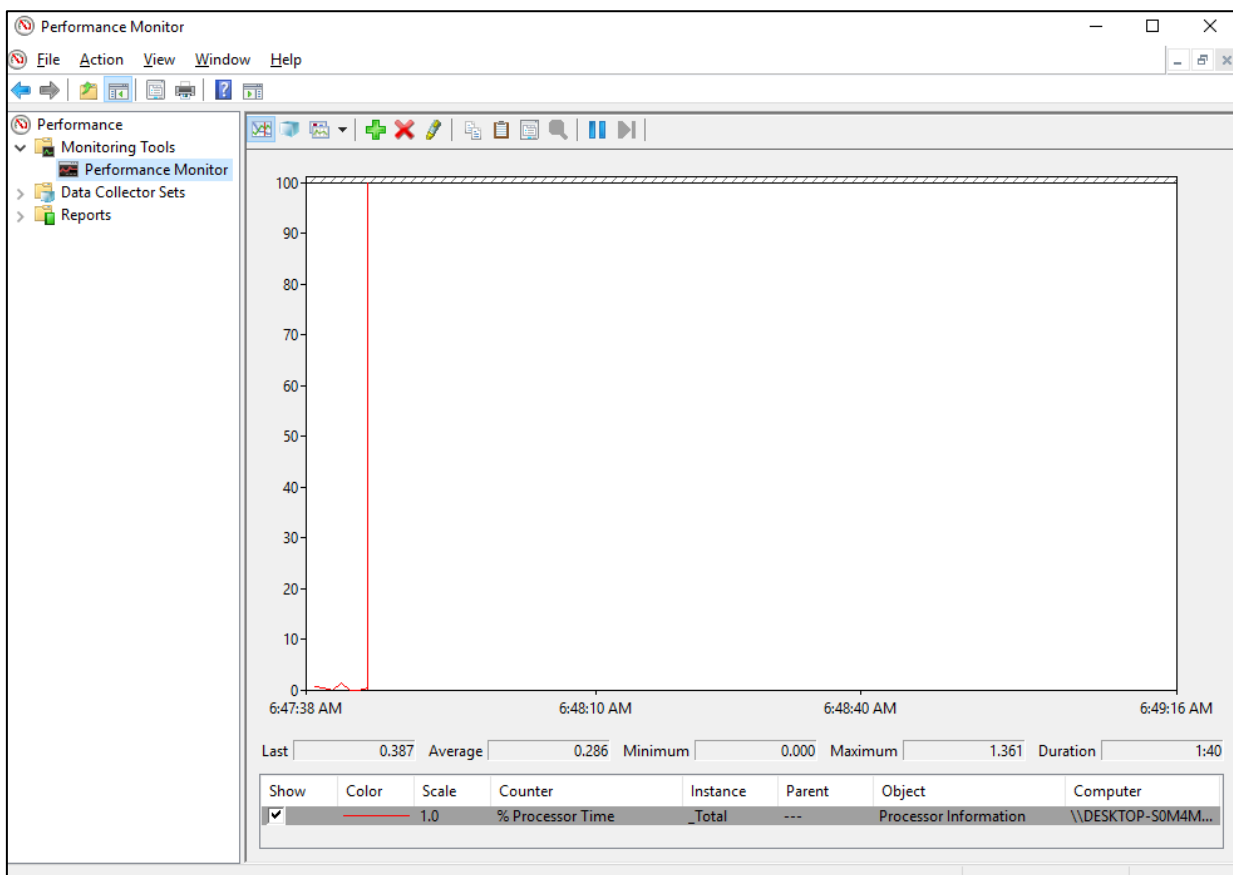 Performance Monitor
File Action View Window Help
Performance
Monitoring Tools
Performance Monitor
Data Collector Sets
Reports
100
90
80
70
60
50
40
30
20
10
0
6:47:38 AM 6:48:10 AM 6:48:40 AM 6:49:16 AM
Last 0.387 Average 0.286 Minimum 0.000 Maximum 1.361 Duration 1:40
Show Color Scale Counter Instance Parent Object Computer
1.0 % Processor Time _Total --- Processor Information \\DESKTOP-S0M4M...